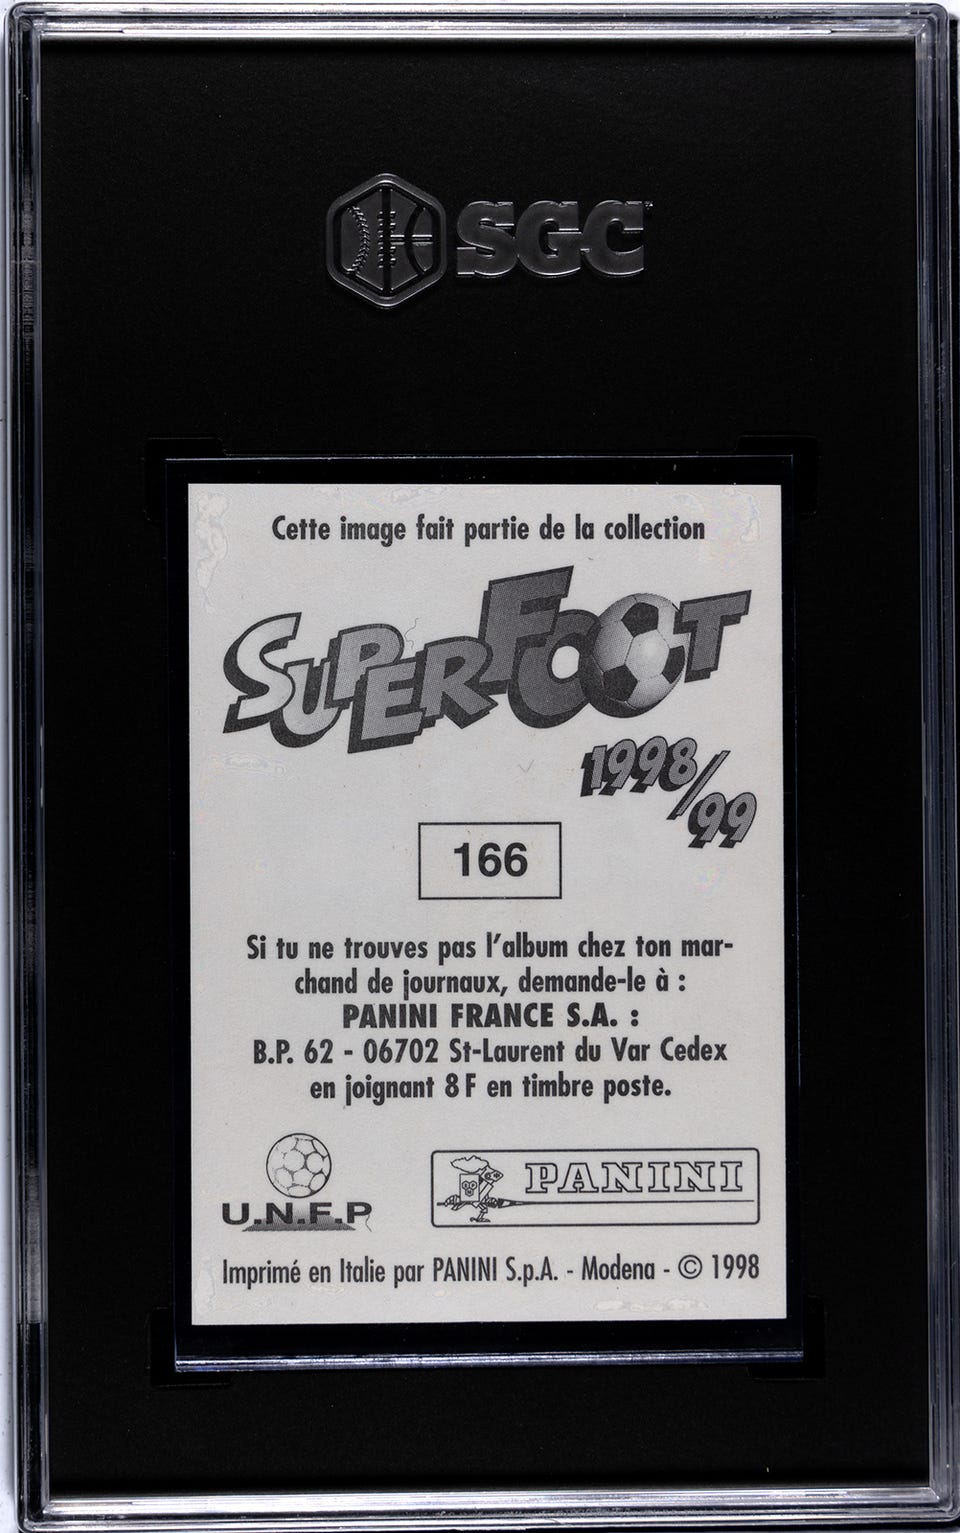 SGC
Cette image fait partie de la collection
SUPERFOOT
1998/99
166
Si tu ne trouves pas l'album chez ton mar-
chand de journaux, demande-le à :
PANINI FRANCE S.A. :
B.P. 62 - 06702 St-Laurent du Var Cedex
en joignant 8 F en timbre poste.
U.N.F.P
PANINI
Imprimé en Italie par PANINI S.p.A. - Modena - © 1998